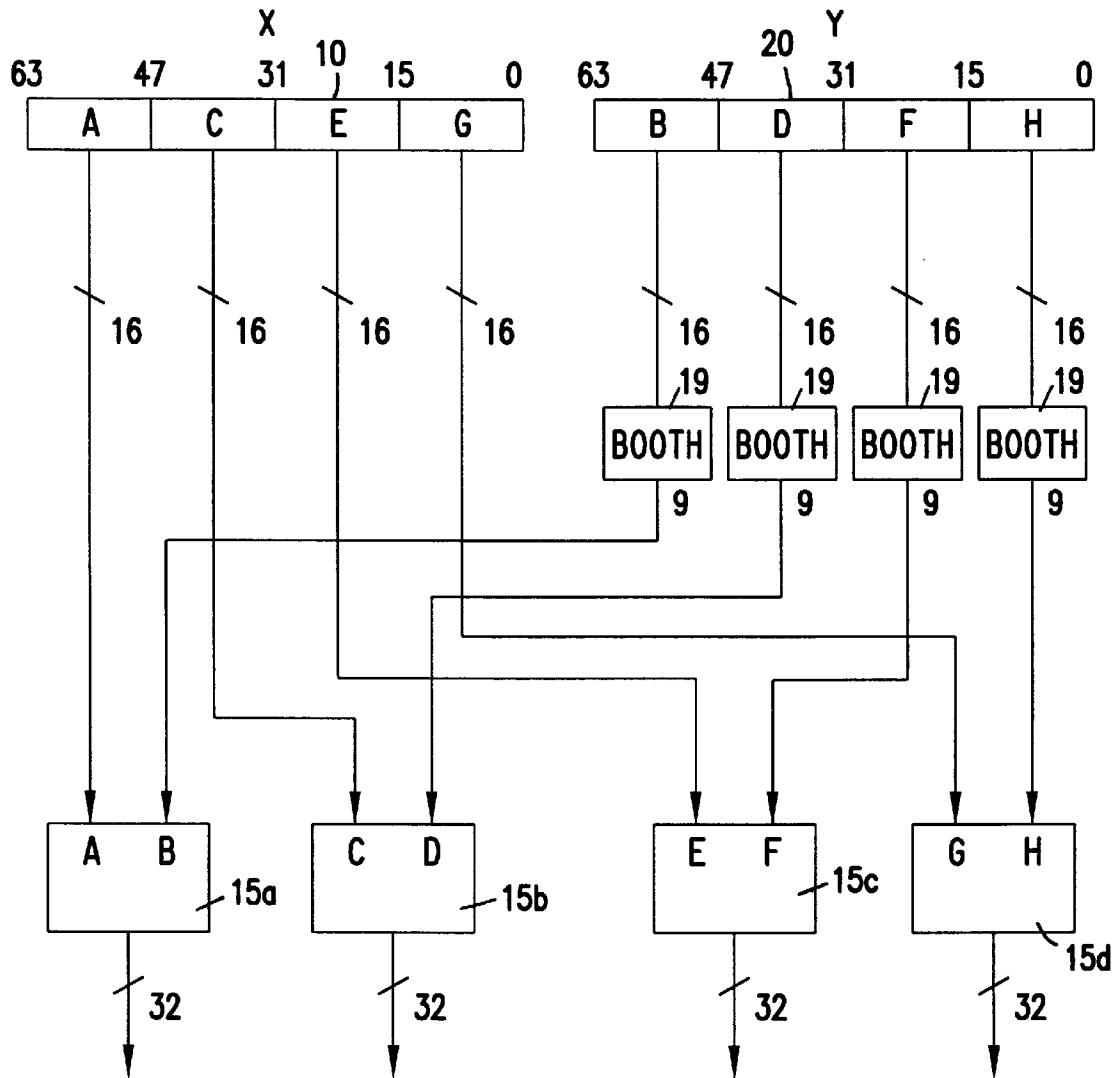 X Y
10 20
63 47 31 15 0 63 47 31 15 0
A C E G B D F H
16 16 16 16 16 16 16 16
19 19 19 19
BOOTH BOOTH BOOTH BOOTH
9 9 9 9
A B C D E F G H
15a 15b 15c 15d
32 32 32 32